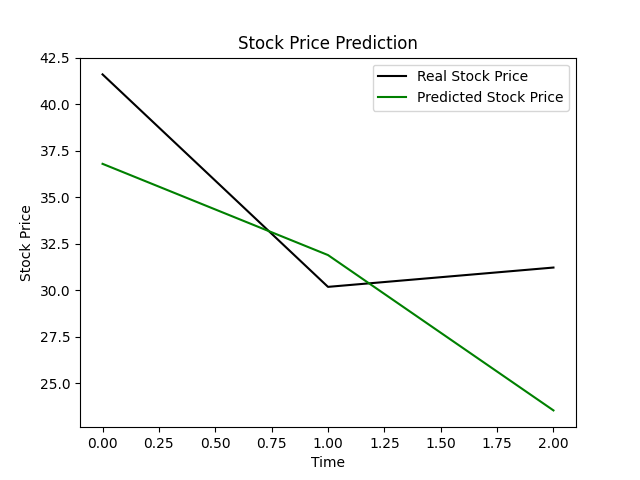 Stock Price Prediction
42.5
40.0
37.5
35.0
32.5
30.0
27.5
25.0
Stock Price
Real Stock Price
Predicted Stock Price
0.00 0.25 0.50 0.75 1.00 1.25 1.50 1.75 2.00
Time